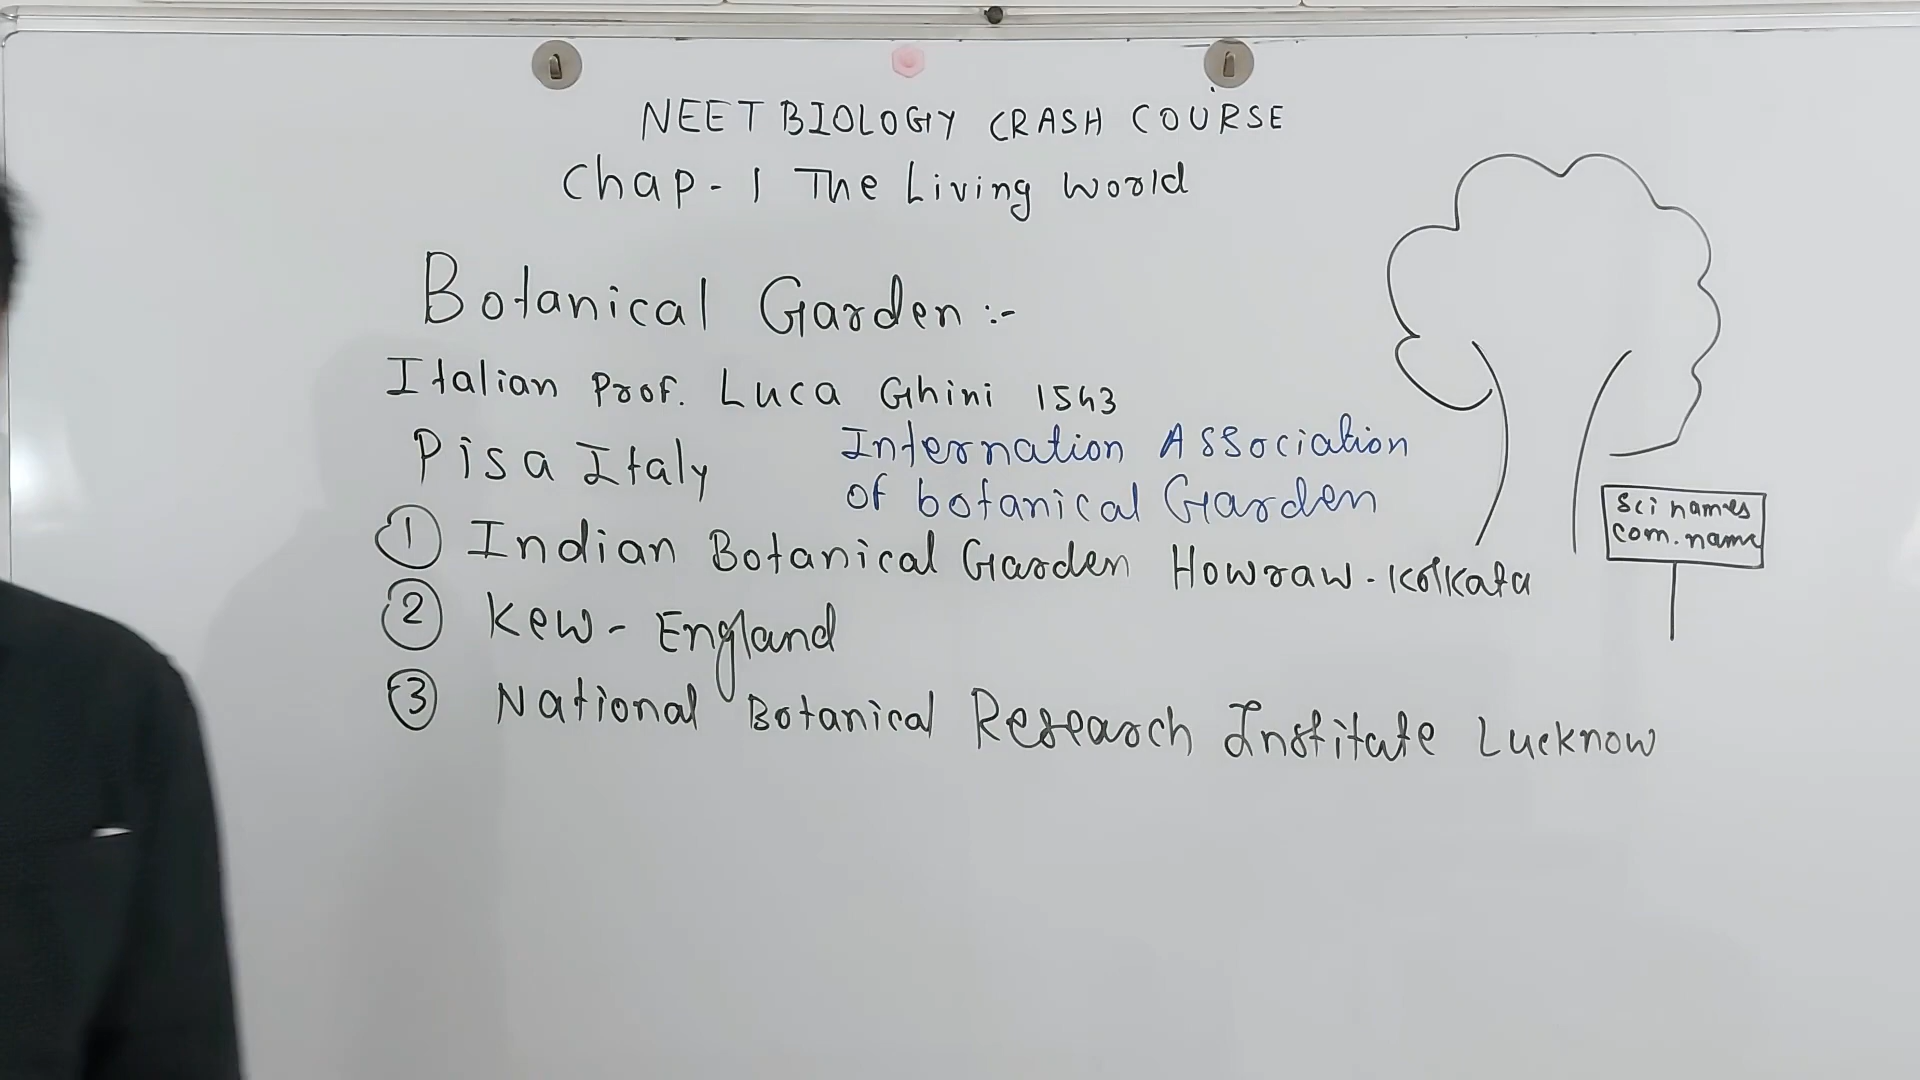 NEET BIOLOGY CRASH COURSE
Chap-1 The Living World
Botanical Garden :-
Italian Prof. Luca Ghini 1543
Pisa Italy
Internation Association
of botanical Garden
① Indian Botanical Garden Howraw-Kolkata
② Kew- England
③ National Botanical Research Institute Lucknow
Sci names
com. name